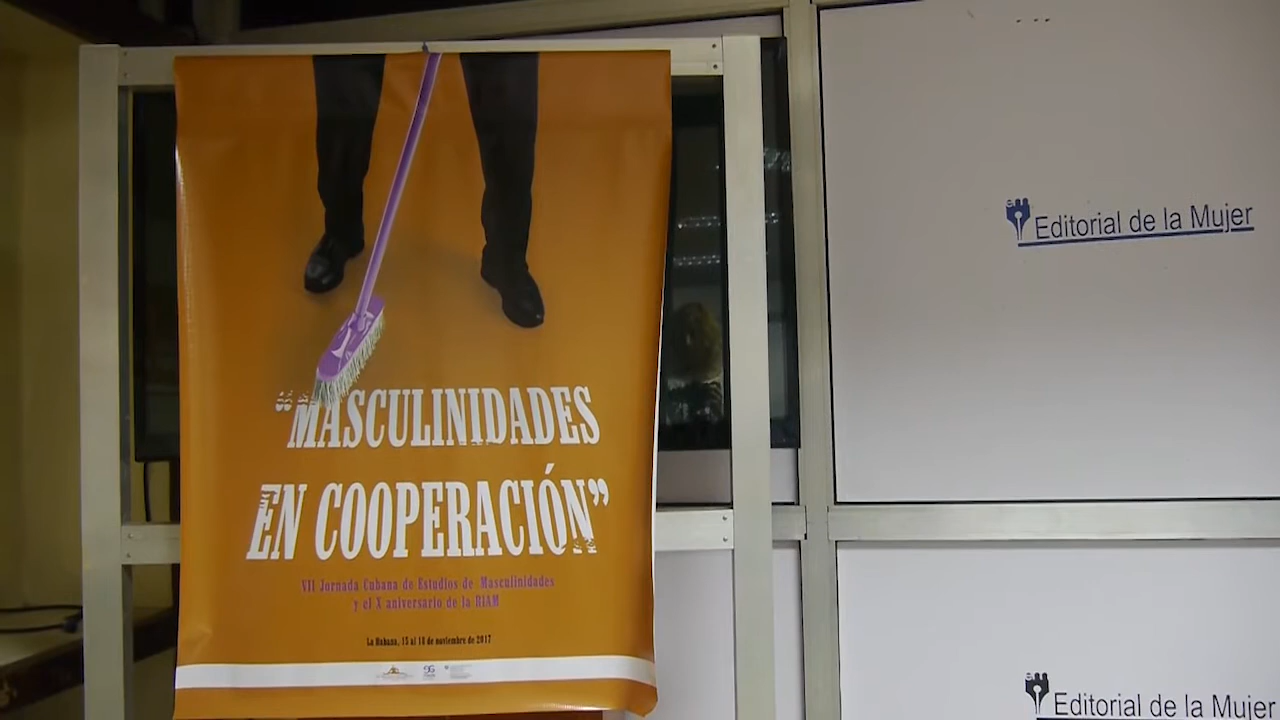 “MASCULINIDADES
EN COOPERACIÓN”
VII Jornada Cubana de Estudios de Masculinidades
y el X aniversario de la RIAM
La Habana, 15 al 18 de noviembre de 2017
Editorial de la Mujer
Editorial de la Mujer